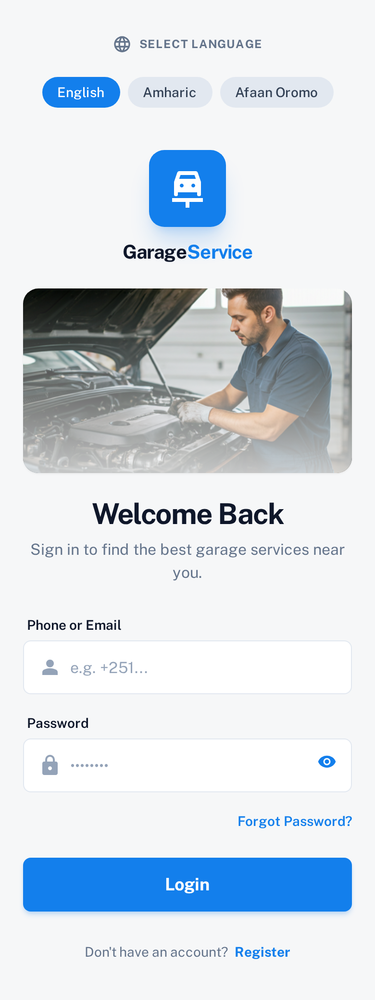 SELECT LANGUAGE
English Amharic Afaan Oromo
GarageService
Welcome Back
Sign in to find the best garage services near
you.
Phone or Email
e.g. +251...
Password
••••••••
Forgot Password?
Login
Don't have an account? Register